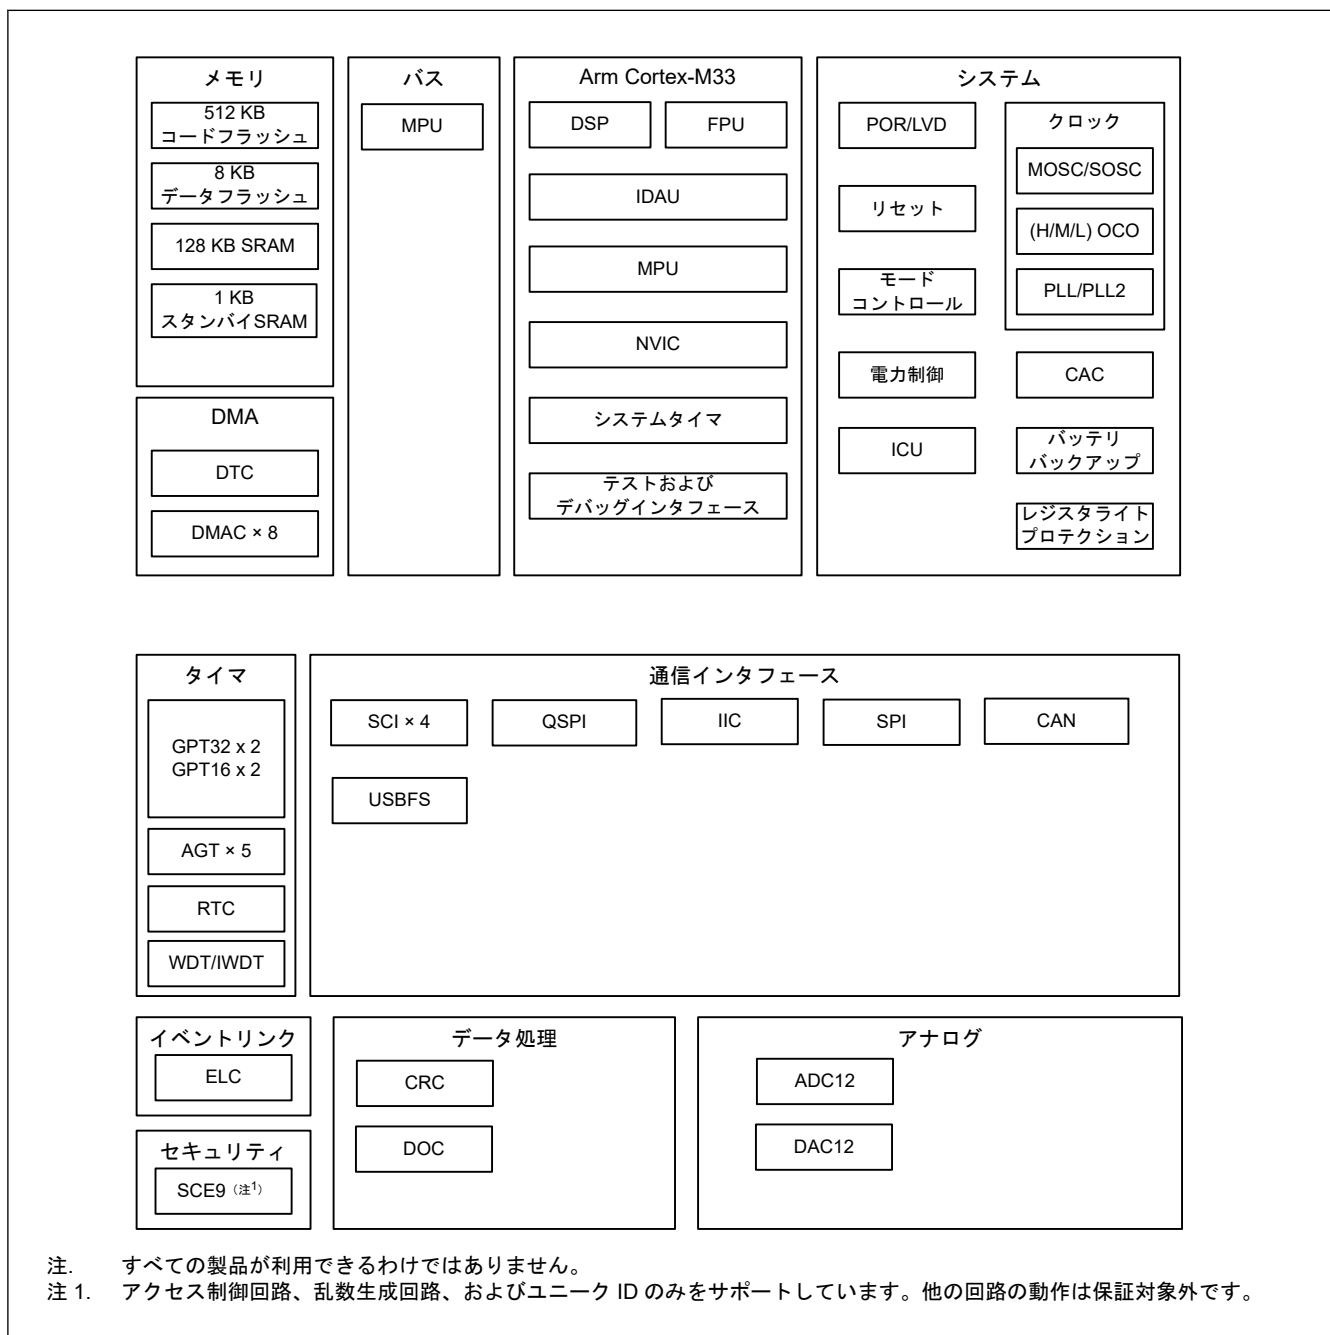 メモリ
512 KB
コードフラッシュ
8 KB
データフラッシュ
128 KB SRAM
1 KB
スタンバイSRAM
DMA
DTC
DMAC × 8
バス
MPU
Arm Cortex-M33
DSP
FPU
IDAU
MPU
NVIC
システムタイマ
テストおよび
デバッグインタフェース
システム
POR/LVD
リセット
モード
コントロール
電力制御
ICU
クロック
MOSC/SOSC
(H/M/L) OCO
PLL/PLL2
CAC
バッテリ
バックアップ
レジスタライト
プロテクション
タイマ
GPT32 x 2
GPT16 x 2
AGT × 5
RTC
WDT/IWDT
通信インタフェース
SCI × 4
QSPI
IIC
SPI
CAN
USBFS
イベントリンク
ELC
セキュリティ
SCE9（注1）
データ処理
CRC
DOC
アナログ
ADC12
DAC12
注. すべての製品が利用できるわけではありません。
注 1. アクセス制御回路、乱数生成回路、およびユニーク ID のみをサポートしています。他の回路の動作は保証対象外です。